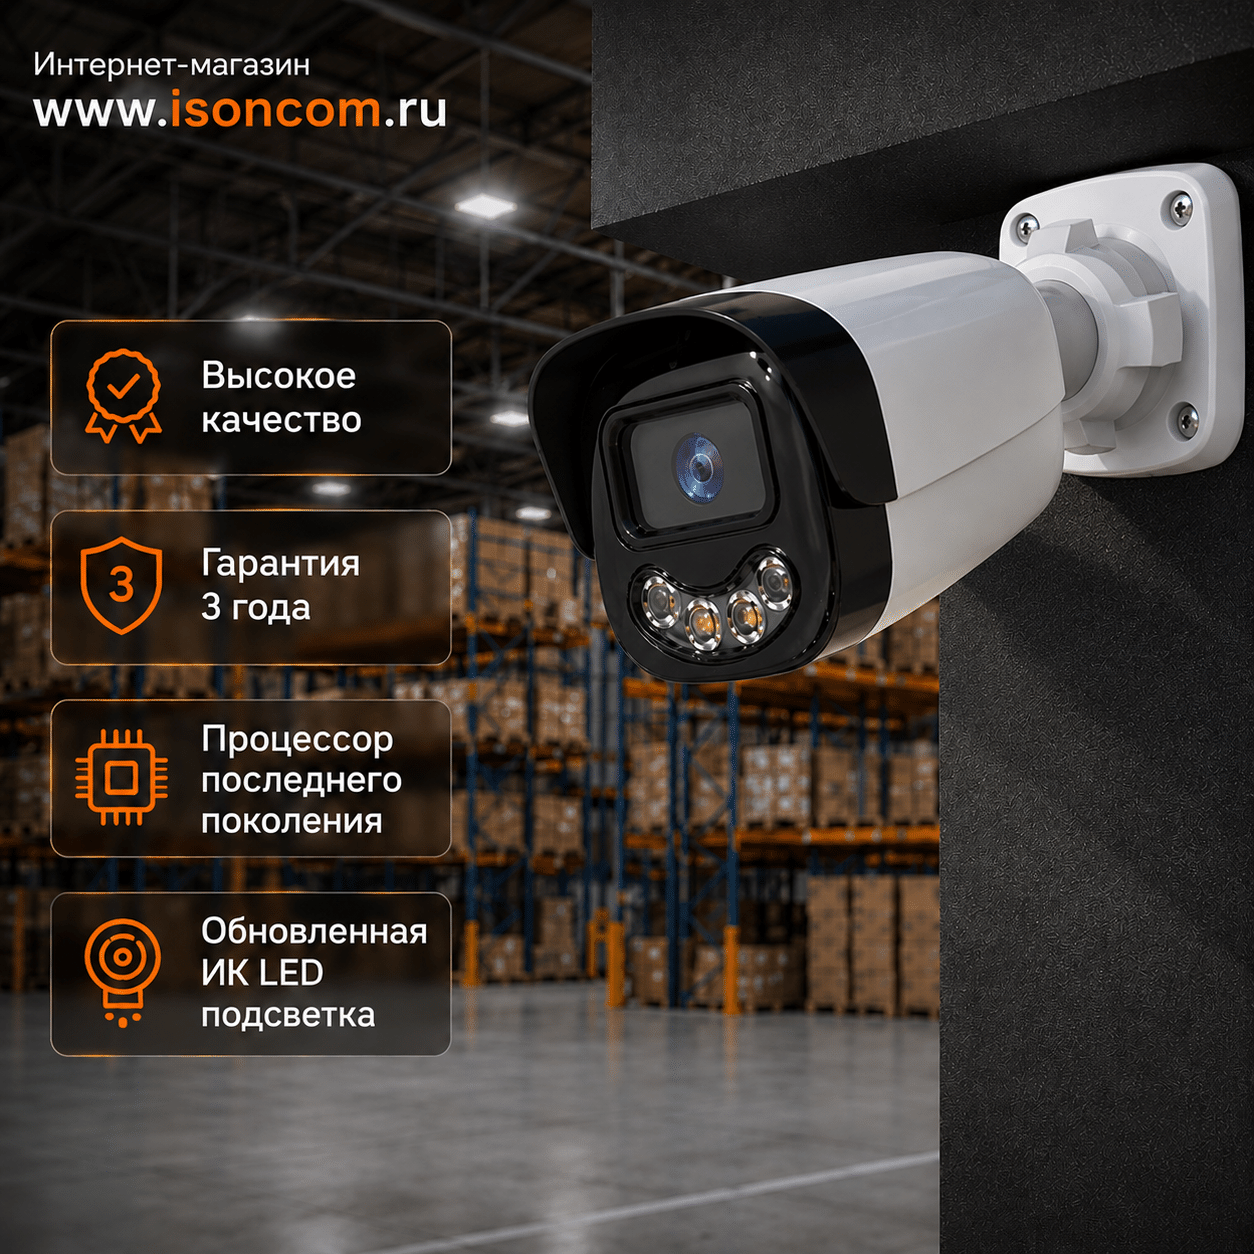 Интернет-магазин
www.isoncom.ru
Высокое
качество
3
Гарантия
3 года
Процессор
последнего
поколения
Обновленная
ИК LED
подсветка